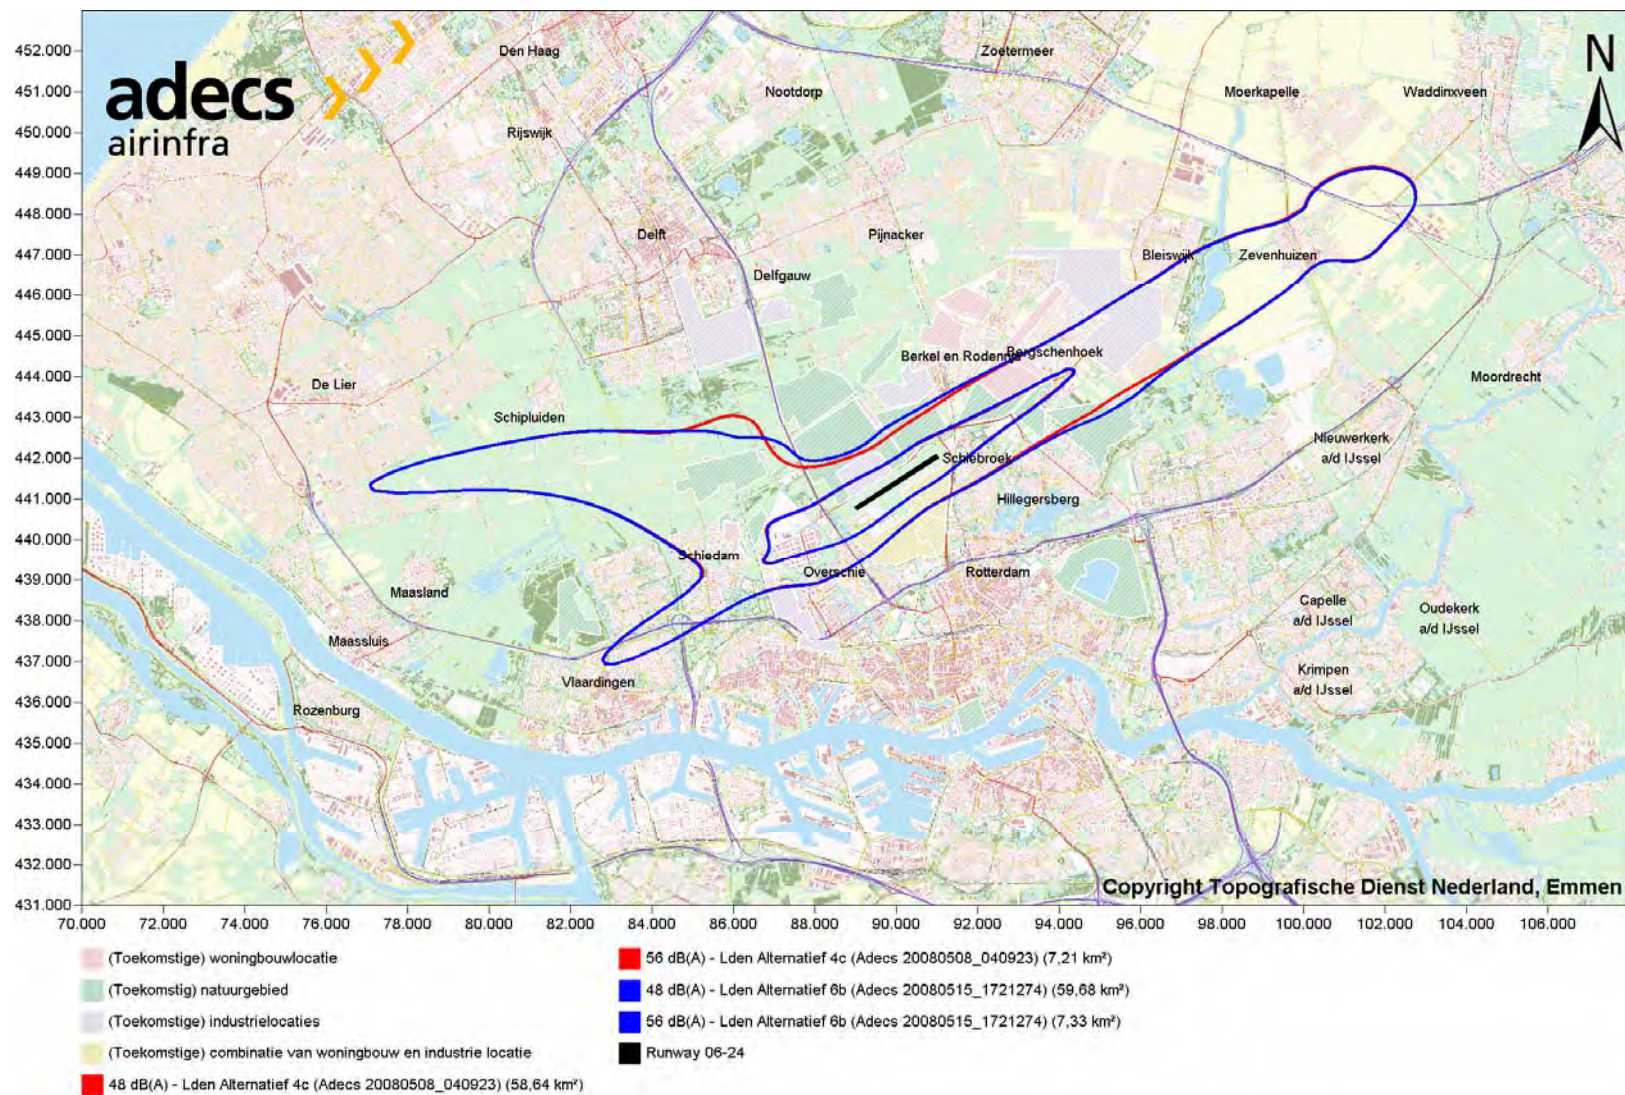 452.000
451.000
450.000
449.000
448.000
447.000
446.000
445.000
444.000
443.000
442.000
441.000
440.000
439.000
438.000
437.000
436.000
435.000
434.000
433.000
432.000
431.000
adecs
airinfra
N
Den Haag
Zoetermeer
Nootdorp
Moerkapelle
Waddinxveen
Rijswijk
Delft
Pijnacker
Bleiswijk
Zevenhuizen
Delfgauw
Berkel en Rodenrijs
Bergschenhoek
De Lier
Moordrecht
Schipluiden
Nieuwerkerk
a/d IJssel
Schiebroek
Hillegersberg
Schiedam
Overschie
Rotterdam
Maasland
Capelle
a/d IJssel
Oudekerk
a/d IJssel
Maassluis
Krimpen
a/d IJssel
Vlaardingen
Rozenburg
Copyright Topografische Dienst Nederland, Emmen
70.000 72.000 74.000 76.000 78.000 80.000 82.000 84.000 86.000 88.000 90.000 92.000 94.000 96.000 98.000 100.000 102.000 104.000 106.000
(Toekomstige) woningbouwlocatie
(Toekomstig) natuurgebied
(Toekomstige) industrielocaties
(Toekomstige) combinatie van woningbouw en industrie locatie
48 dB(A) - Lden Alternatief 4c (Adecs 20080508_040923) (58,64 km²)
56 dB(A) - Lden Alternatief 4c (Adecs 20080508_040923) (7,21 km²)
48 dB(A) - Lden Alternatief 6b (Adecs 20080515_1721274) (59,68 km²)
56 dB(A) - Lden Alternatief 6b (Adecs 20080515_1721274) (7,33 km²)
Runway 06-24